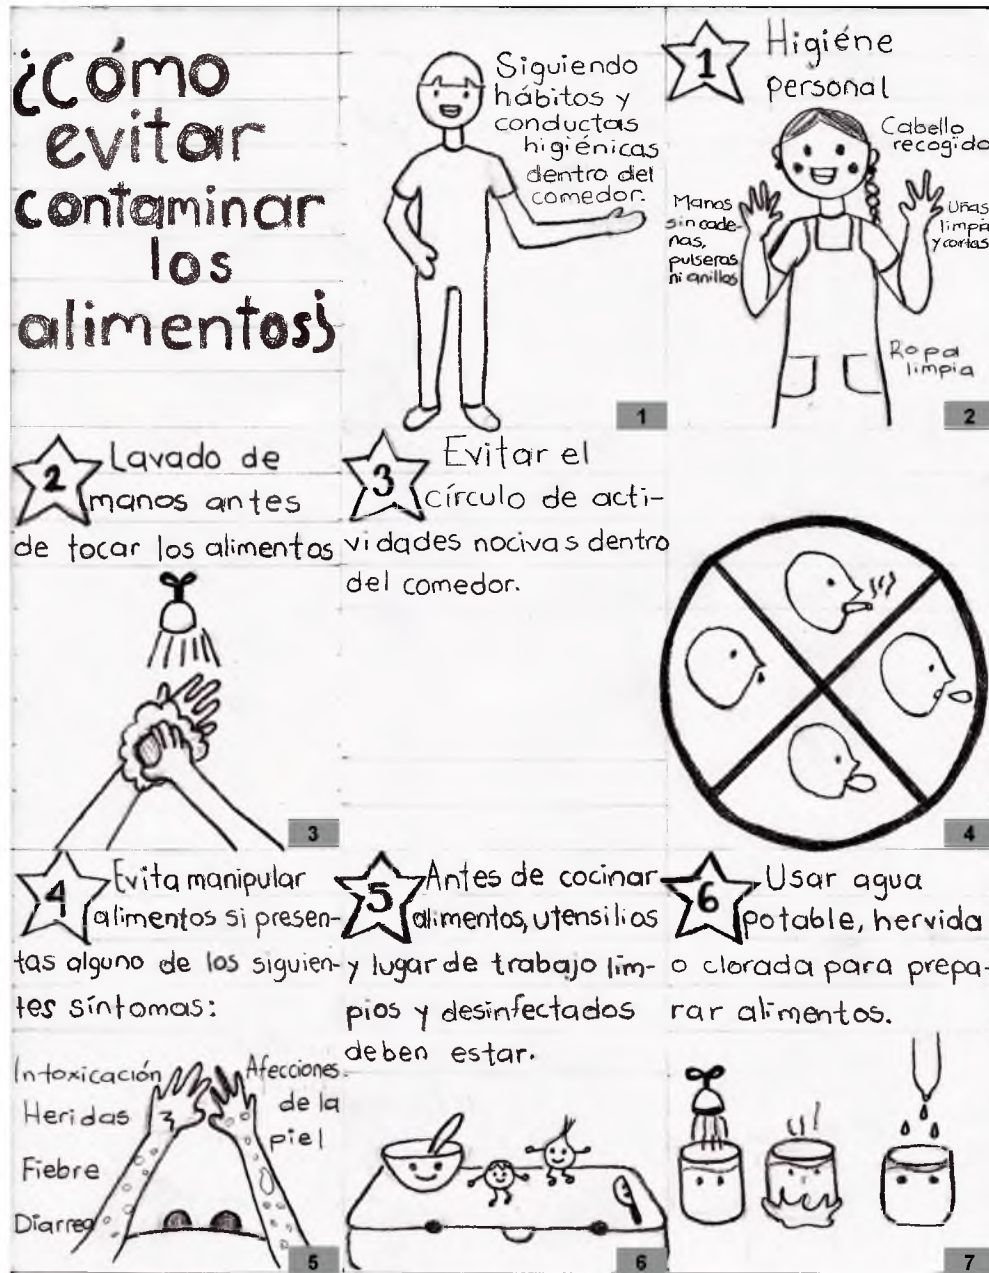 ¿Cómo
evitar
contaminar
los
alimentos?
Siguiendo
hábitos y
conductas
higiénicas
dentro del
comedor.
1
1 Higiéne
personal
Cabello
recogido
Manos
sin cade-
nas,
pulseras
ni anillos
Uñas
limpia
y cortas
Ropa
limpia
2
2 Lavado de
manos antes
de tocar los alimentos
3
3 Evitar el
círculo de acti-
vidades nocivas dentro
del comedor.
4
4 Evita manipular
alimentos si presen-
tas alguno de los siguien-
tes síntomas:
Intoxicación
Heridas
Fiebre
Diarrea
Afecciones
de la
piel
5
5 Antes de cocinar
alimentos, utensilios
y lugar de trabajo lim-
pios y desinfectados
deben estar.
6
6 Usar agua
potable, hervida
o clorada para prepa-
rar alimentos.
7